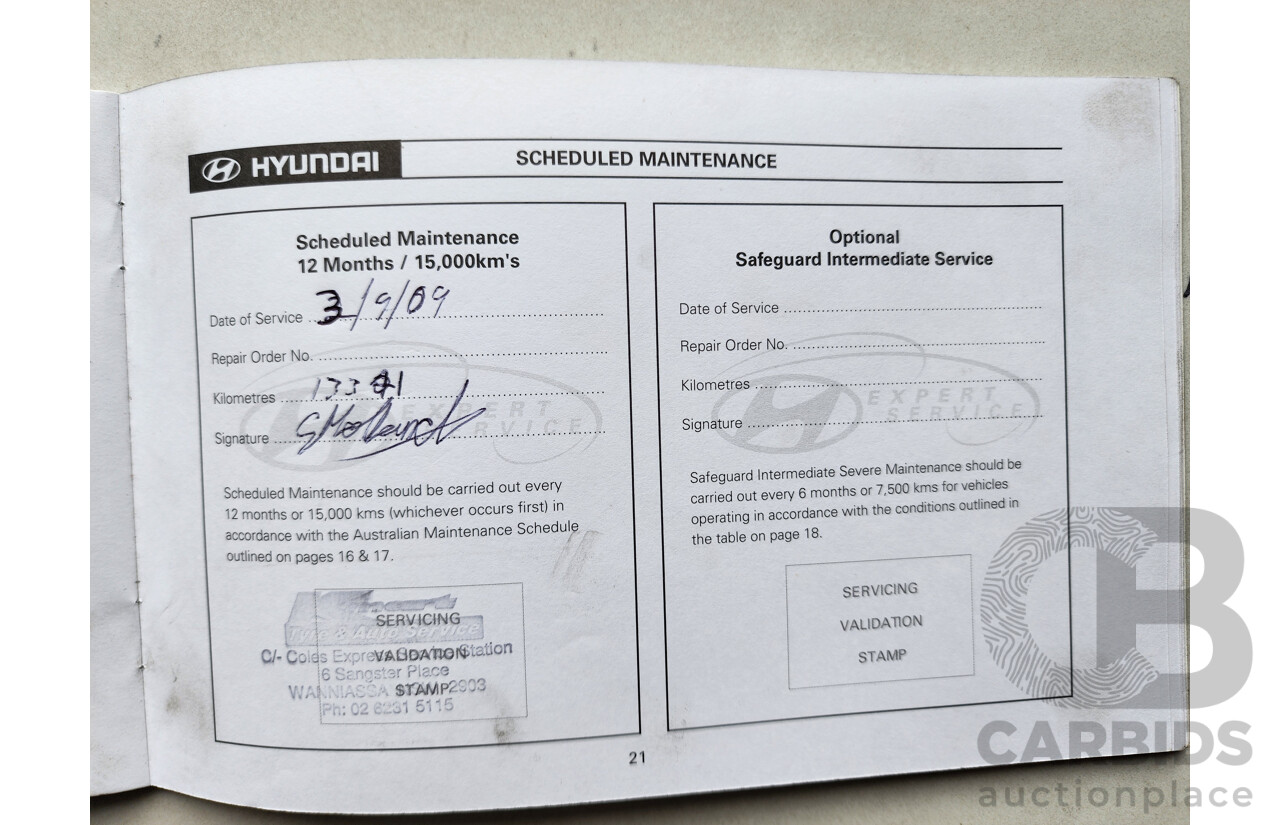 HYUNDAI
SCHEDULED MAINTENANCE
Scheduled Maintenance
12 Months / 15,000km's
Date of Service 3/9/09
Repair Order No.
Kilometres
Signature
EXPERT
SERVICE
Scheduled Maintenance should be carried out every
12 months or 15,000 kms (whichever occurs first) in
accordance with the Australian Maintenance Schedule
outlined on pages 16 & 17.
SERVICING
Tyre & Auto Service
VALIDATION
C/- Coles Express Station
6 Sangster Place
STAMP
WANNIASSA 2903
Ph: 02 6231 5115
Optional
Safeguard Intermediate Service
Date of Service
Repair Order No.
Kilometres
Signature
EXPERT
SERVICE
Safeguard Intermediate Severe Maintenance should be
carried out every 6 months or 7,500 kms for vehicles
operating in accordance with the conditions outlined in
the table on page 18.
SERVICING
VALIDATION
STAMP
21
CB
CARBIDS
auctionplace